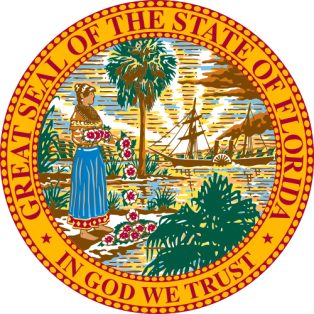 GREAT SEAL OF THE STATE OF FLORIDA
IN GOD WE TRUST